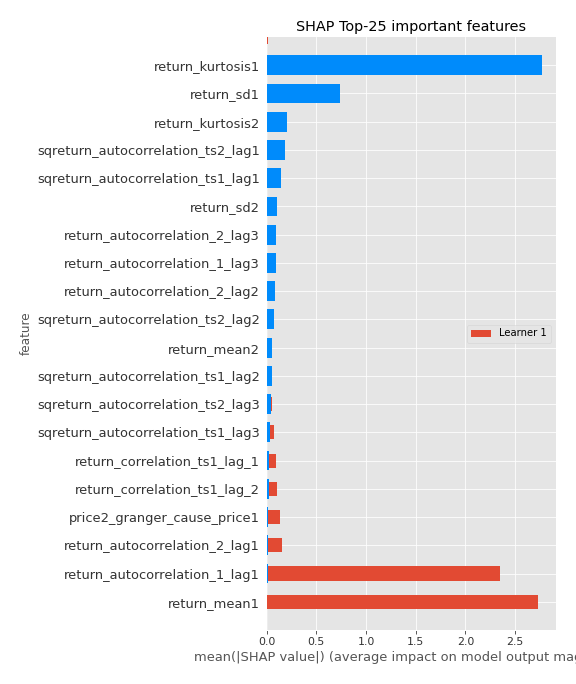 SHAP Top-25 important features
return_kurtosis1
return_sd1
return_kurtosis2
sqreturn_autocorrelation_ts2_lag1
sqreturn_autocorrelation_ts1_lag1
return_sd2
return_autocorrelation_2_lag3
return_autocorrelation_1_lag3
return_autocorrelation_2_lag2
sqreturn_autocorrelation_ts2_lag2
return_mean2
sqreturn_autocorrelation_ts1_lag2
sqreturn_autocorrelation_ts2_lag3
sqreturn_autocorrelation_ts1_lag3
return_correlation_ts1_lag_1
return_correlation_ts1_lag_2
price2_granger_cause_price1
return_autocorrelation_2_lag1
return_autocorrelation_1_lag1
return_mean1
feature
Learner 1
0.0 0.5 1.0 1.5 2.0 2.5
mean(|SHAP value|) (average impact on model output mag